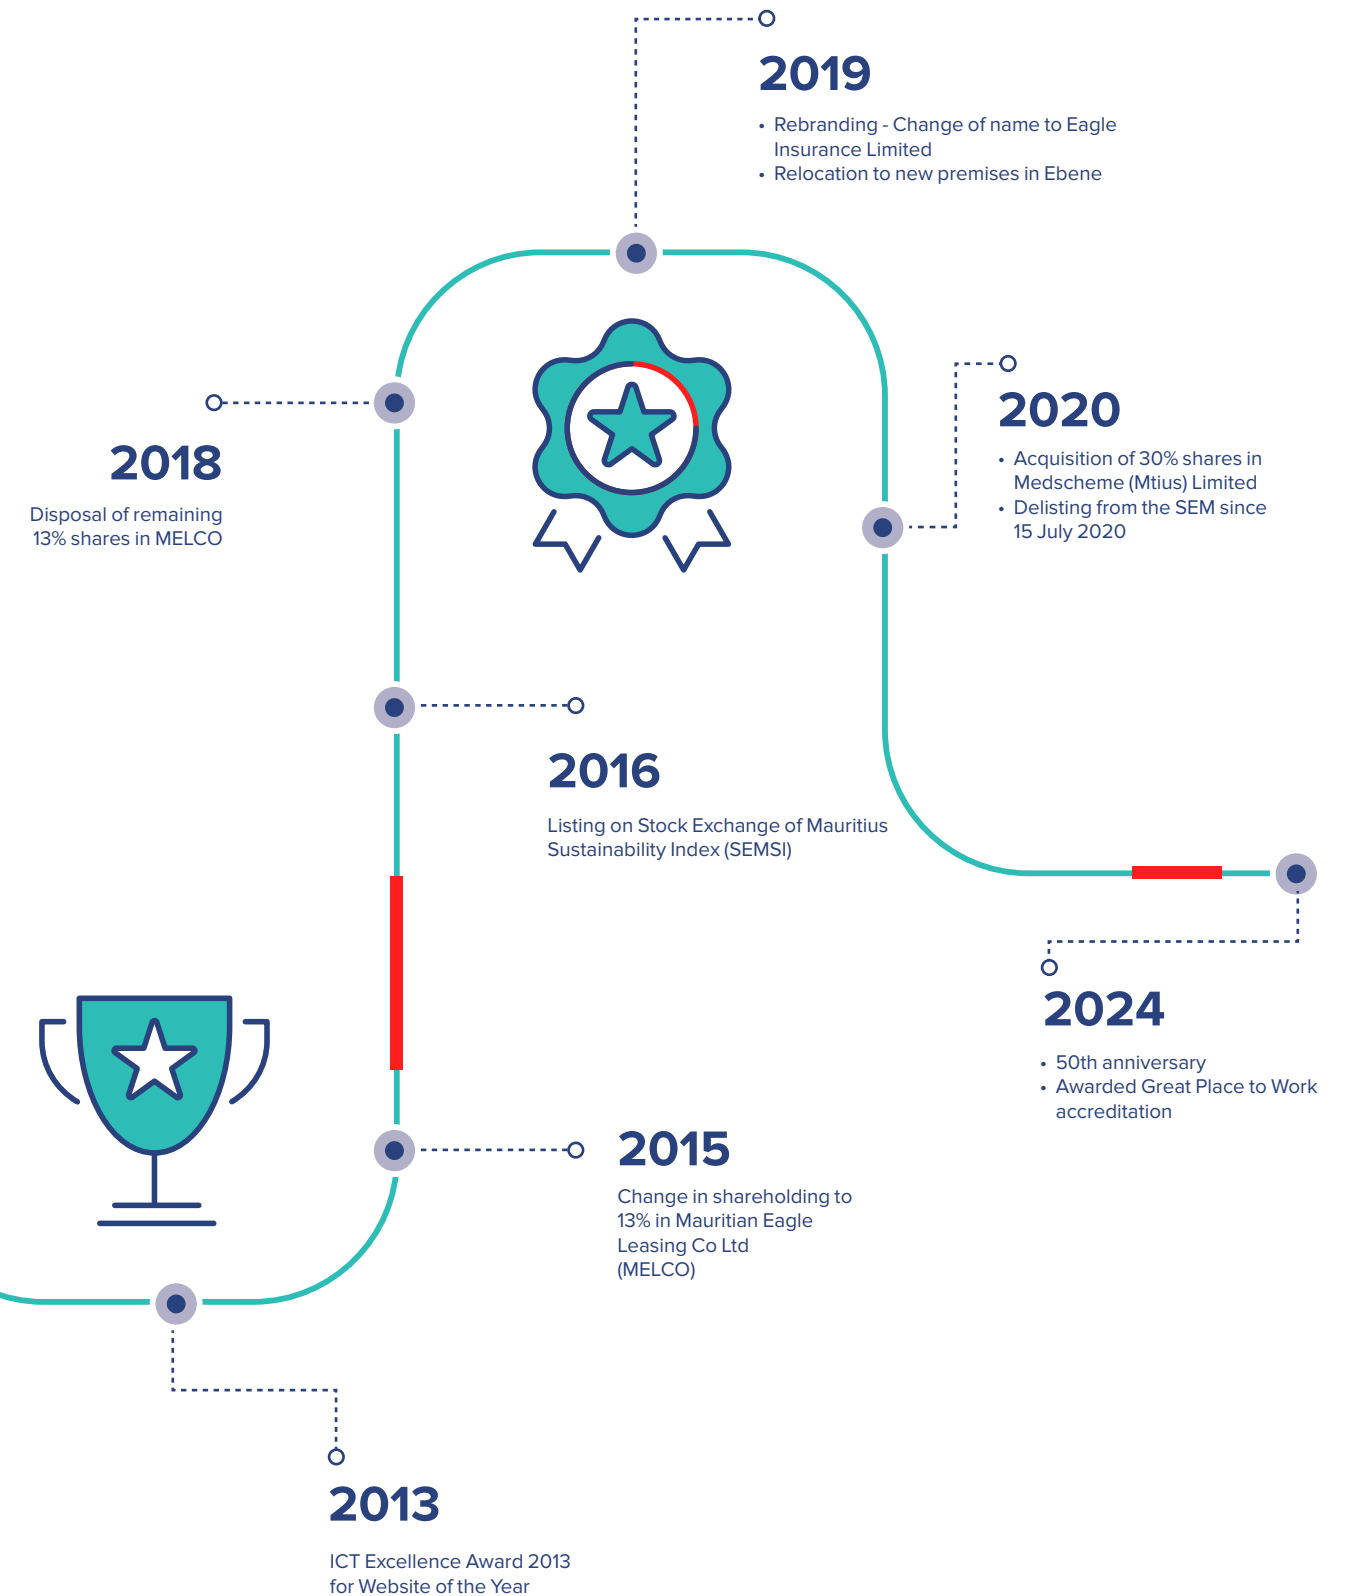 2019
• Rebranding - Change of name to Eagle
Insurance Limited
• Relocation to new premises in Ebene
2020
• Acquisition of 30% shares in
Medscheme (Mtius) Limited
• Delisting from the SEM since
15 July 2020
2018
Disposal of remaining
13% shares in MELCO
2016
Listing on Stock Exchange of Mauritius
Sustainability Index (SEMSI)
2024
• 50th anniversary
• Awarded Great Place to Work
accreditation
2015
Change in shareholding to
13% in Mauritian Eagle
Leasing Co Ltd
(MELCO)
2013
ICT Excellence Award 2013
for Website of the Year